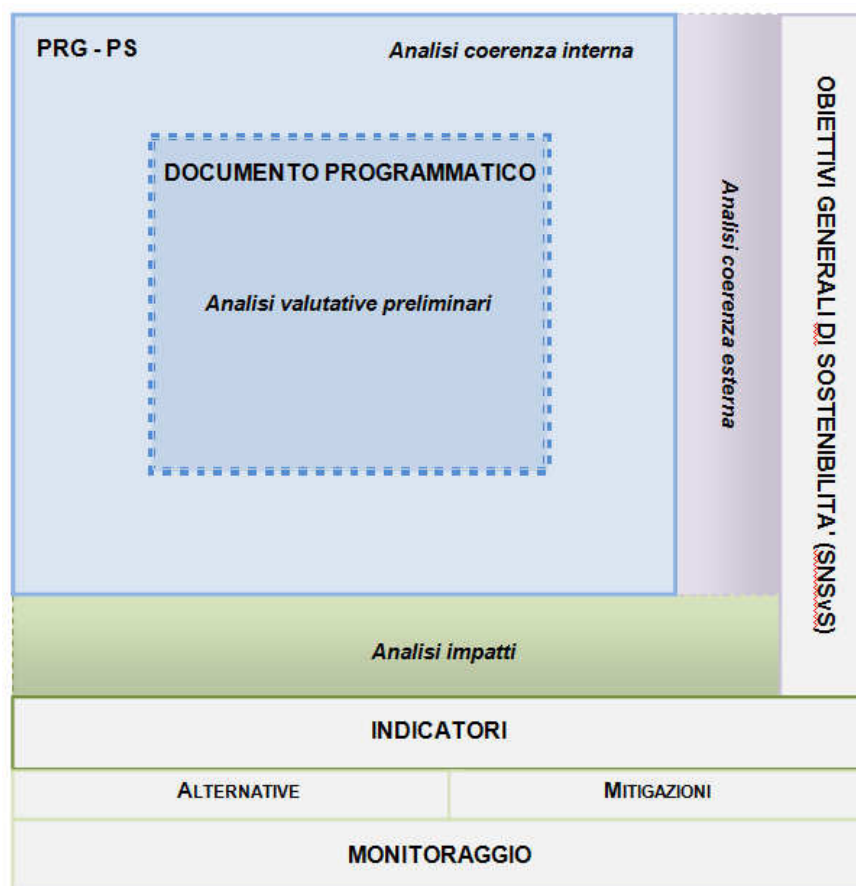 PRG - PS
Analisi coerenza interna
DOCUMENTO PROGRAMMATICO
Analisi valutative preliminari
Analisi coerenza esterna
OBIETTIVI GENERALI DI SOSTENIBILITA' (SNSvS)
Analisi impatti
INDICATORI
ALTERNATIVE
MITIGAZIONI
MONITORAGGIO